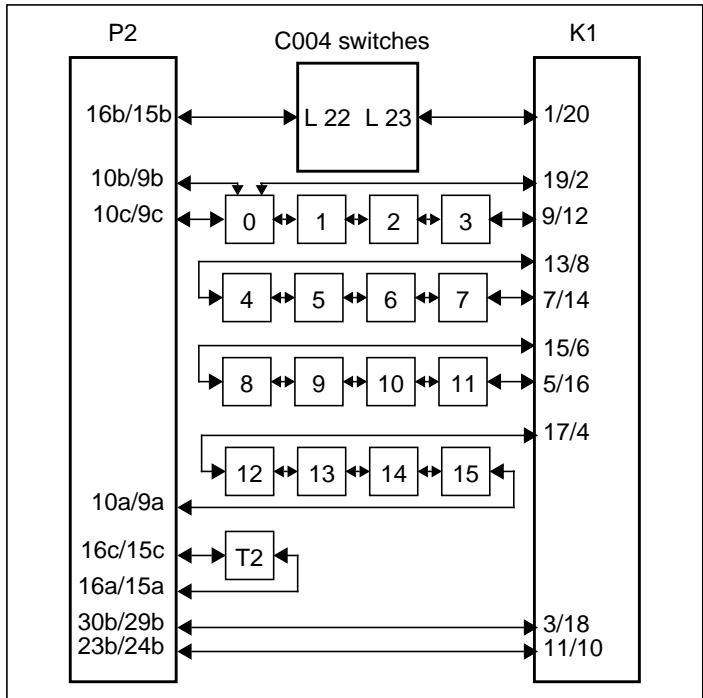 P2 C004 switches K1
16b/15b L 22 L 23 1/20
10b/9b 19/2
10c/9c 0 1 2 3 9/12
13/8
4 5 6 7 7/14
15/6
8 9 10 11 5/16
17/4
12 13 14 15
10a/9a
16c/15c T2
16a/15a
30b/29b 3/18
23b/24b 11/10